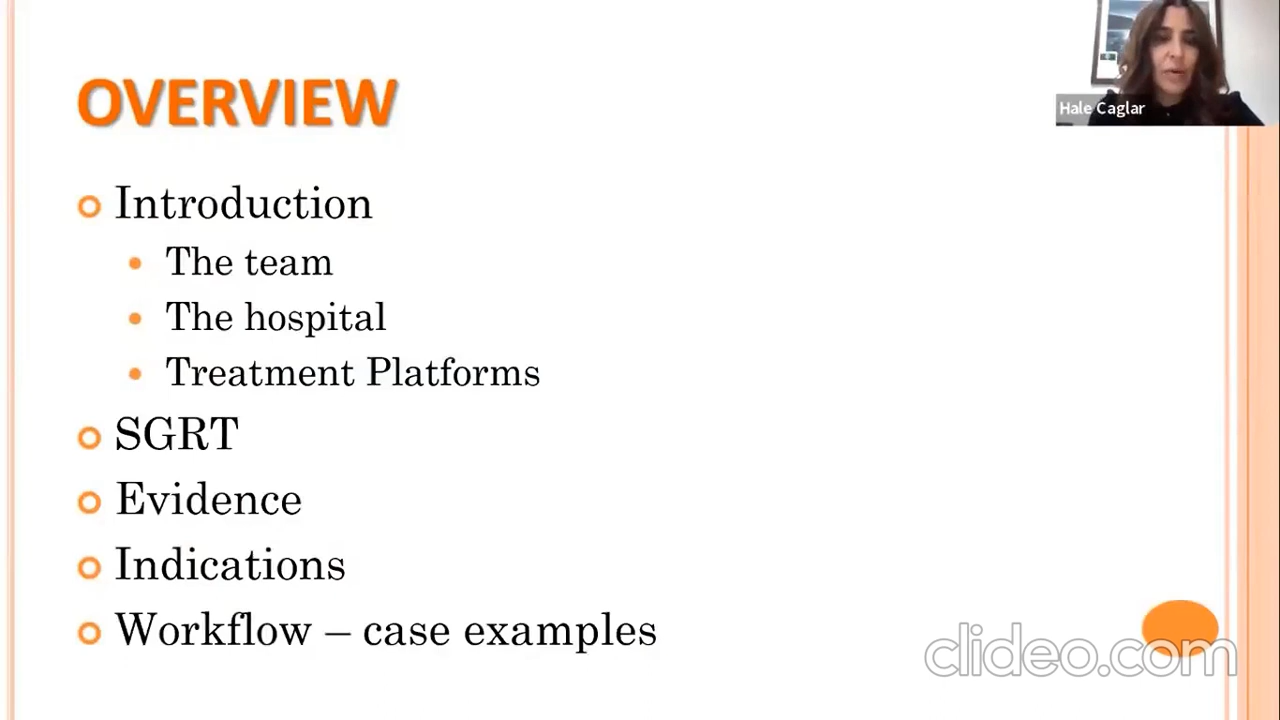 OVERVIEW
Hale Caglar
Introduction
The team
The hospital
Treatment Platforms
SGRT
Evidence
Indications
Workflow – case examples
clideo.com